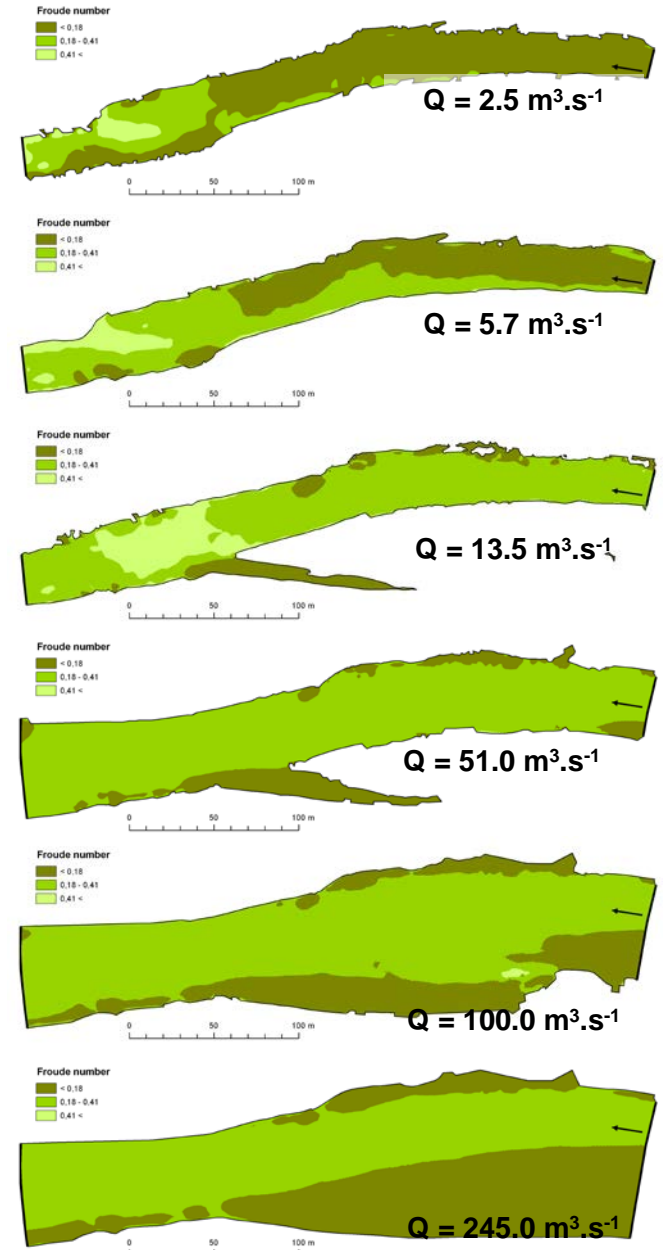 Froude number
< 0,18
0,18 - 0,41
0,41 <
Q = 2.5 m³.s⁻¹
0 50 100 m
Froude number
< 0,18
0,18 - 0,41
0,41 <
Q = 5.7 m³.s⁻¹
0 50 100 m
Froude number
< 0,18
0,18 - 0,41
0,41 <
Q = 13.5 m³.s⁻¹
0 50 100 m
Froude number
< 0,18
0,18 - 0,41
0,41 <
Q = 51.0 m³.s⁻¹
0 50 100 m
Froude number
< 0,18
0,18 - 0,41
0,41 <
Q = 100.0 m³.s⁻¹
0 50 100 m
Froude number
< 0,18
0,18 - 0,41
0,41 <
Q = 245.0 m³.s⁻¹